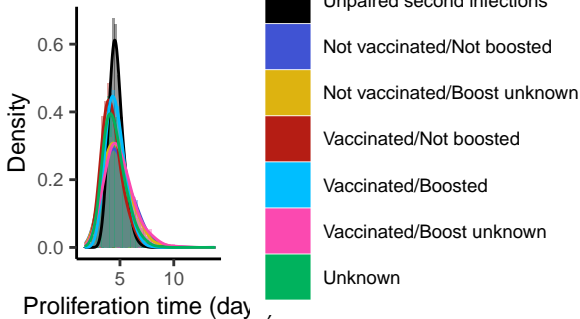 Unpaired second infections
0.6
Not vaccinated/Not boosted
Not vaccinated/Boost unknown
0.4
Density
Vaccinated/Not boosted
0.2
Vaccinated/Boosted
Vaccinated/Boost unknown
0.0
Unknown
5 10
Proliferation time (day